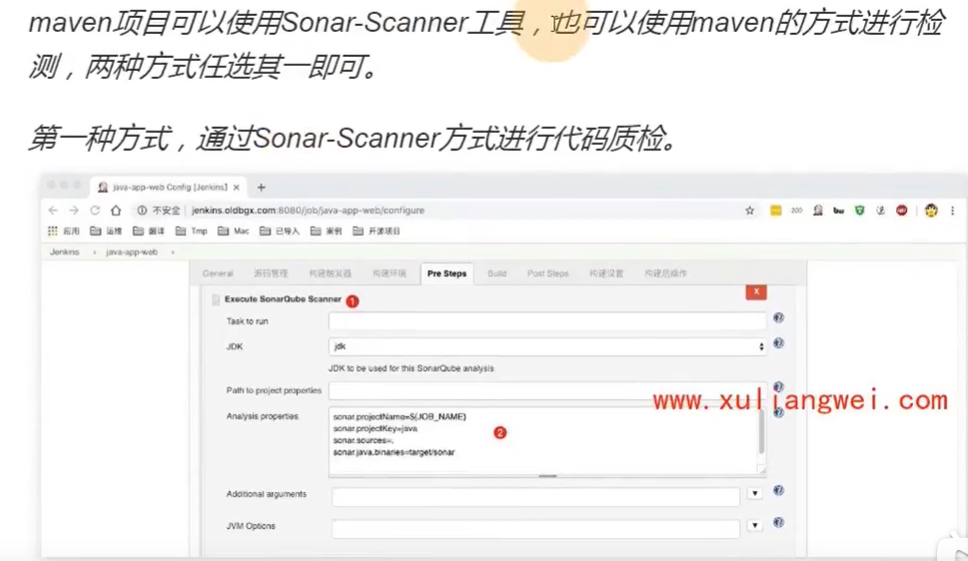 maven项目可以使用Sonar-Scanner工具，也可以使用maven的方式进行检
测，两种方式任选其一即可。
第一种方式，通过Sonar-Scanner方式进行代码质检。
java-app-web Config [Jenkins]
不安全 jenkins.oldbgx.com:8080/job/java-app-web/configure
应用 运维 翻译 Tmp Mac 已导入 案例 开源项目
Jenkins java-app-web
General 源码管理 构建触发器 构建环境 Pre Steps Build Post Steps 构建设置 构建后操作
Execute SonarQube Scanner 1
X
Task to run
JDK jdk
JDK to be used for this SonarQube analysis
Path to project properties
www.xuliangwei.com
Analysis properties sonar.projectName=${JOB_NAME}
sonar.projectKey=java
2
sonar.sources=.
sonar.java.binaries=target/sonar
Additional arguments
JVM Options